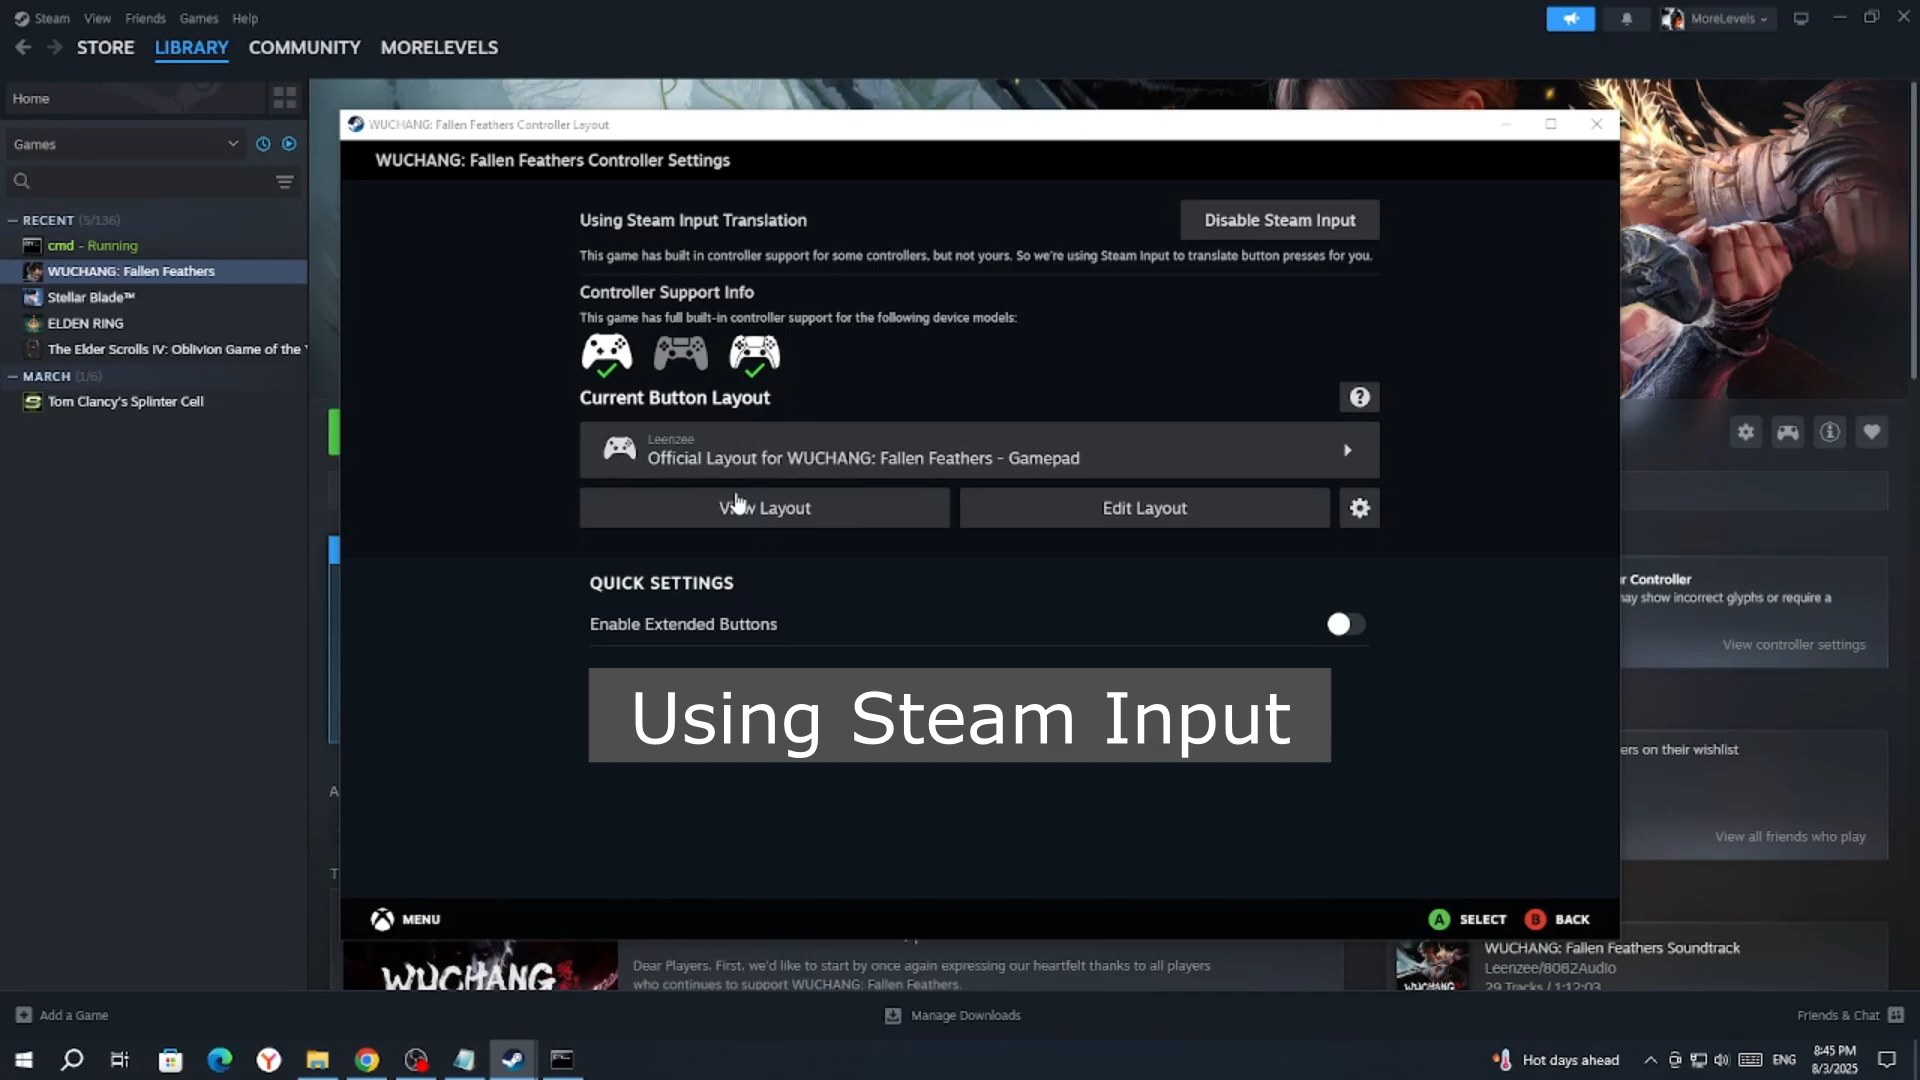 Steam View Friends Games Help
MoreLevels
STORE LIBRARY COMMUNITY MORELEVELS
Home
Games
RECENT (5/136)
cmd - Running
WUCHANG: Fallen Feathers
Stellar Blade™
ELDEN RING
The Elder Scrolls IV: Oblivion Game of the
MARCH (1/6)
Tom Clancy's Splinter Cell
WUCHANG: Fallen Feathers Controller Layout
WUCHANG: Fallen Feathers Controller Settings
Using Steam Input Translation
Disable Steam Input
This game has built in controller support for some controllers, but not yours. So we're using Steam Input to translate button presses for you.
Controller Support Info
This game has full built-in controller support for the following device models:
Current Button Layout
?
Leenzee
Official Layout for WUCHANG: Fallen Feathers - Gamepad
View Layout
Edit Layout
QUICK SETTINGS
Enable Extended Buttons
Using Steam Input
MENU
A SELECT B BACK
r Controller
nay show incorrect glyphs or require a
View controller settings
ers on their wishlist
View all friends who play
WUCHANG
Dear Players, First, we'd like to start by once again expressing our heartfelt thanks to all players
who continues to support WUCHANG: Fallen Feathers.
WUCHANG: Fallen Feathers Soundtrack
Leenzee/8082Audio
29 Tracks / 1:12:03
WUCHANG
Add a Game
Manage Downloads
Friends & Chat
Hot days ahead
ENG
8:45 PM
8/3/2025